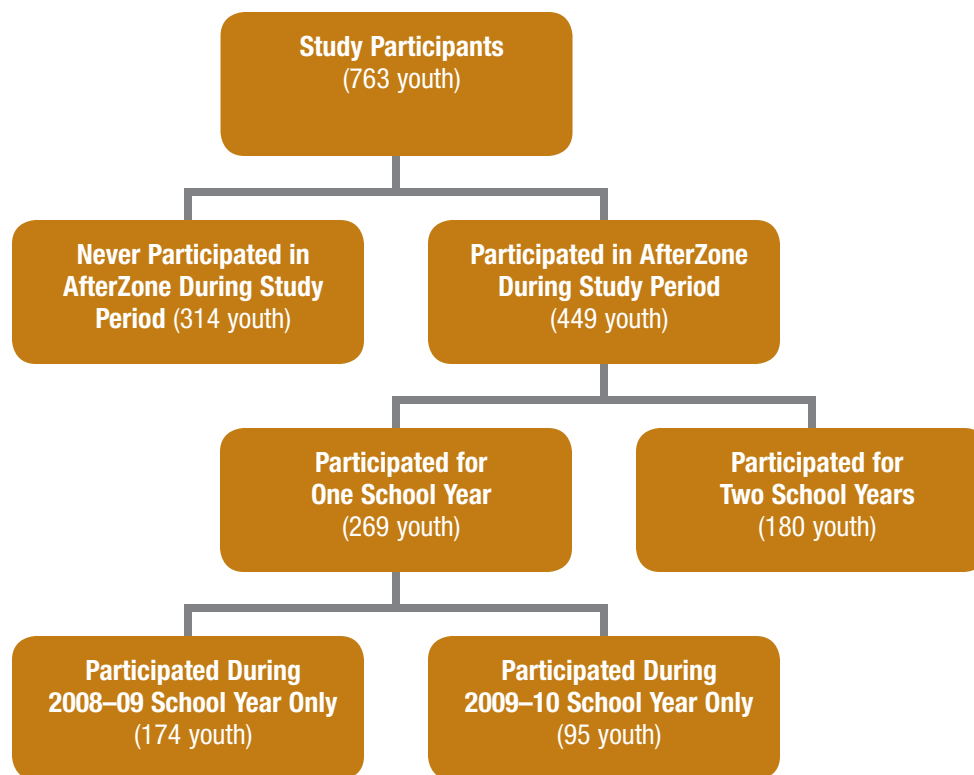 Study Participants
(763 youth)
Never Participated in
AfterZone During Study
Period (314 youth)
Participated in AfterZone
During Study Period
(449 youth)
Participated for
One School Year
(269 youth)
Participated for
Two School Years
(180 youth)
Participated During
2008–09 School Year Only
(174 youth)
Participated During
2009–10 School Year Only
(95 youth)